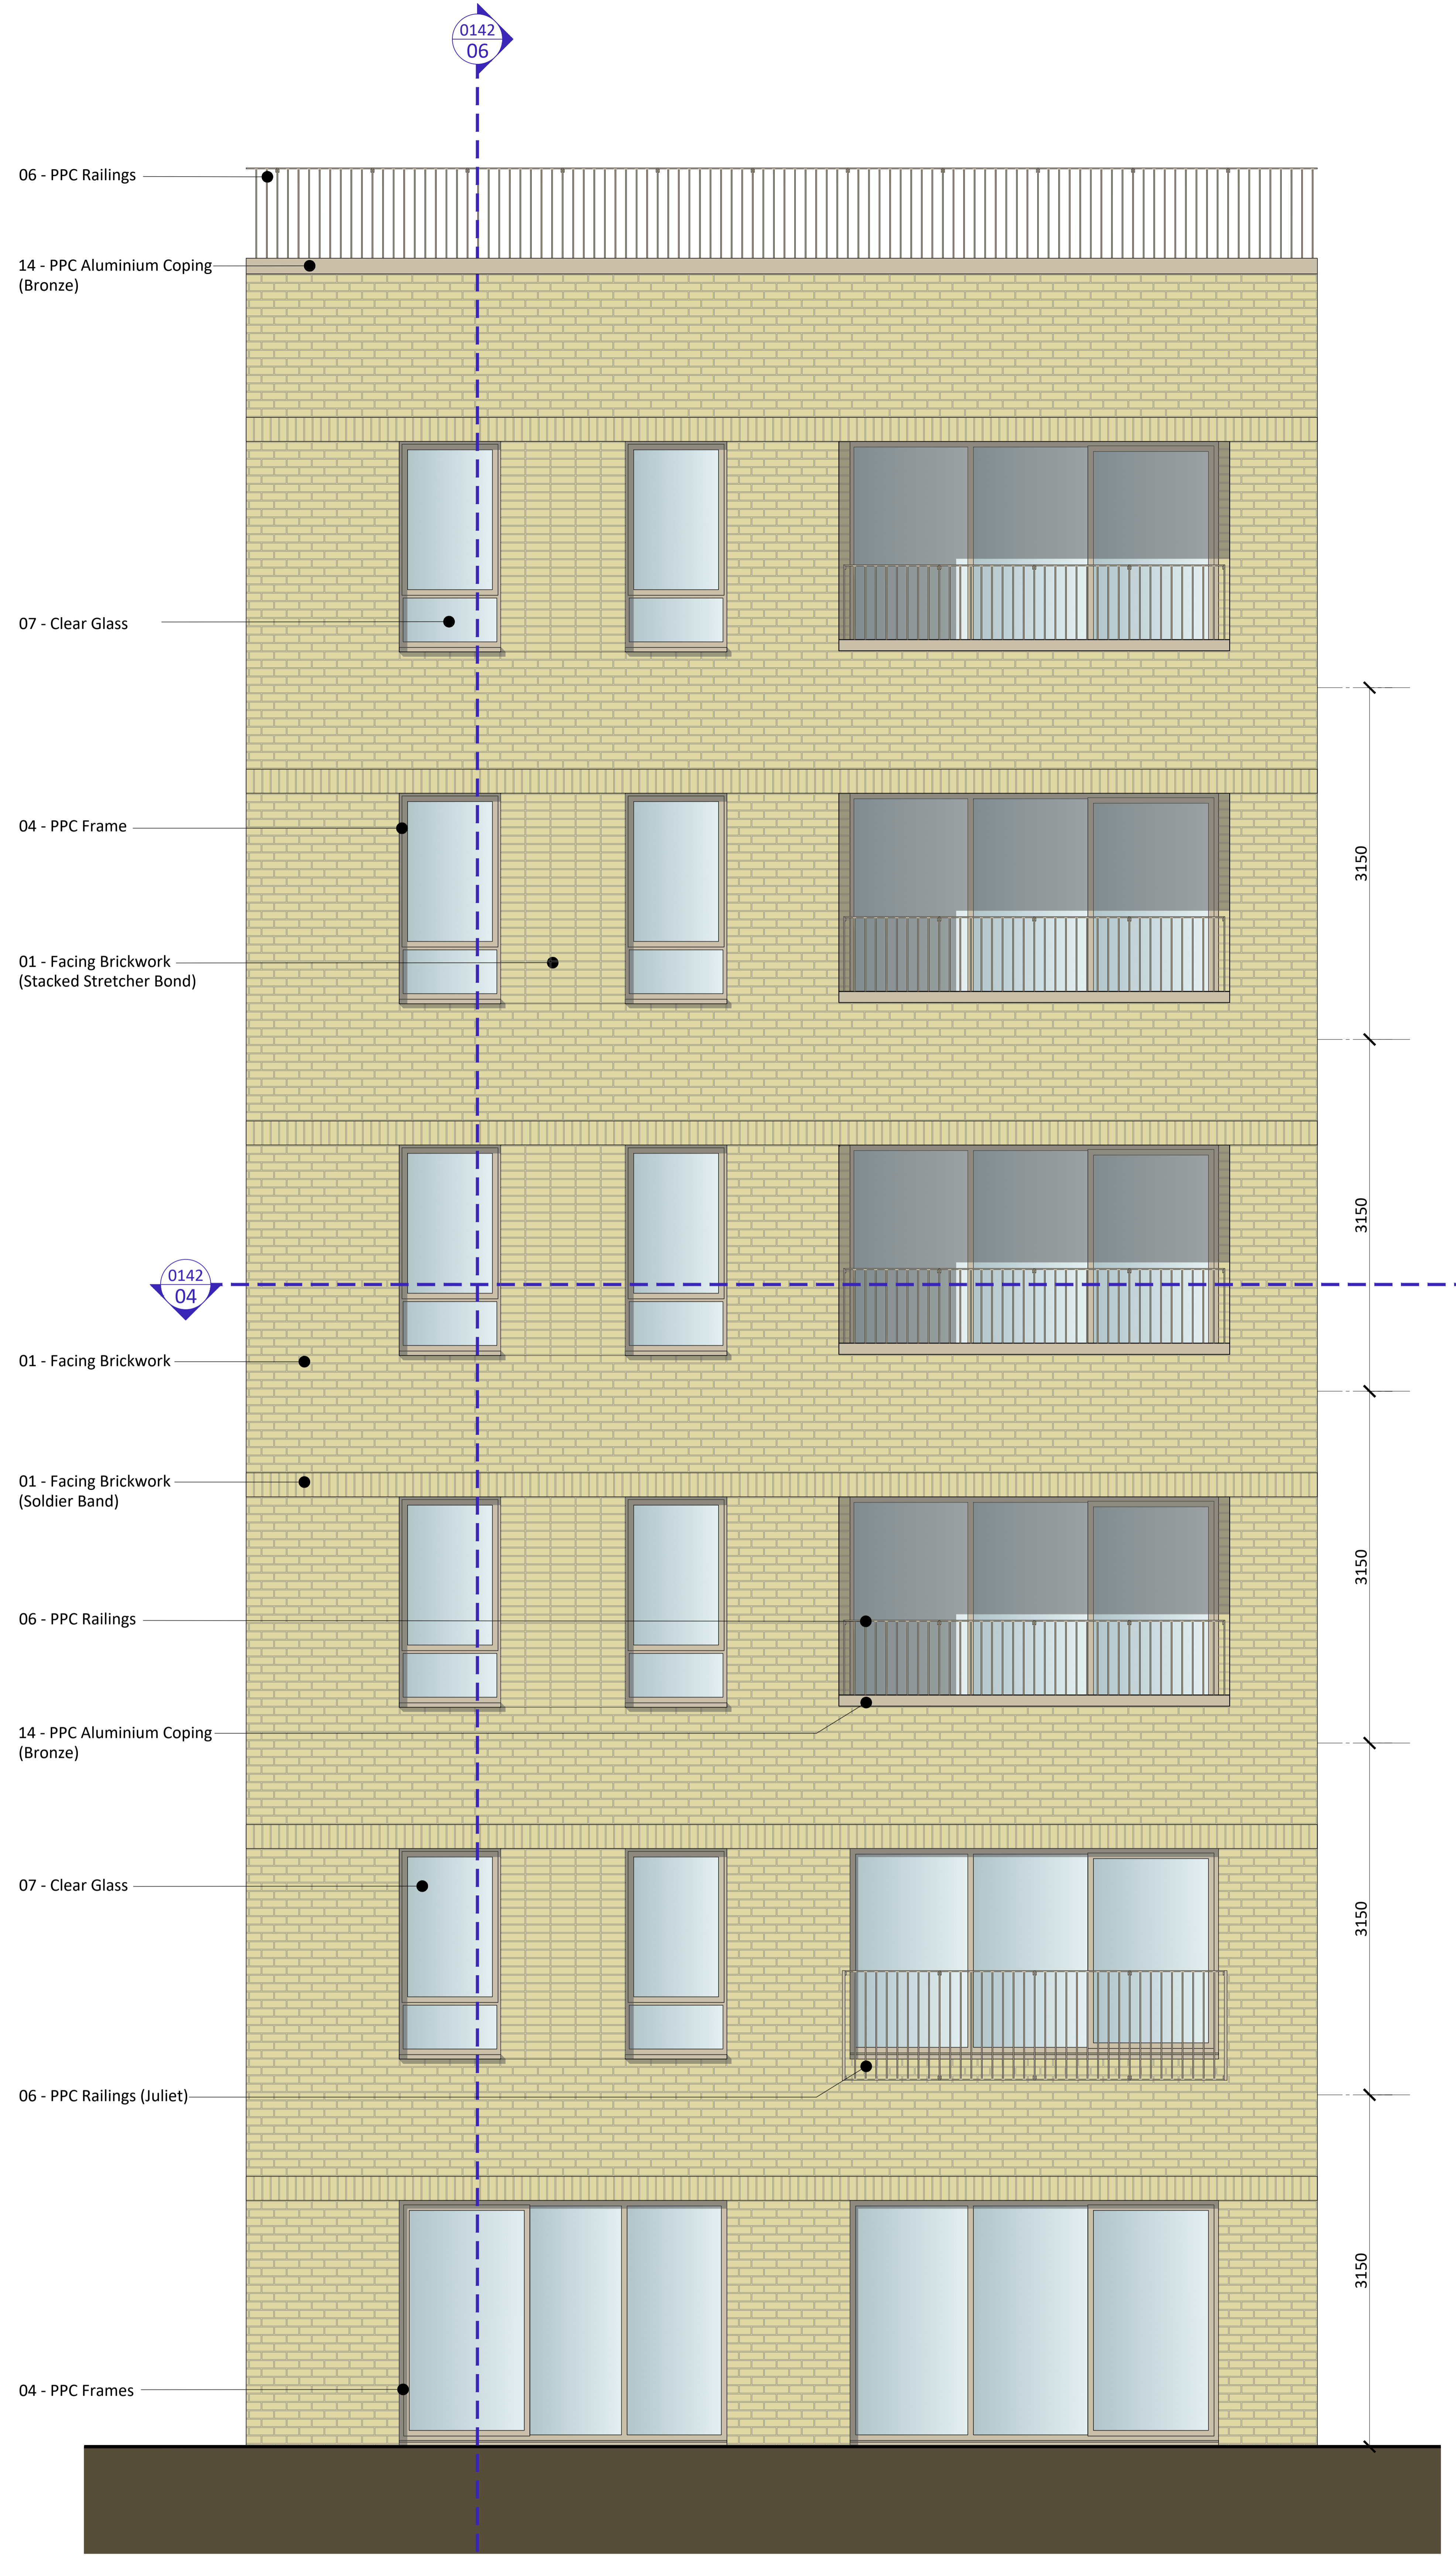 0142
06
06 - PPC Railings
14 - PPC Aluminium Coping
(Bronze)
07 - Clear Glass
04 - PPC Frame
3150
01 - Facing Brickwork
(Stacked Stretcher Bond)
3150
0142
04
01 - Facing Brickwork
01 - Facing Brickwork
(Soldier Band)
3150
06 - PPC Railings
14 - PPC Aluminium Coping
(Bronze)
07 - Clear Glass
3150
06 - PPC Railings (Juliet)
3150
04 - PPC Frames